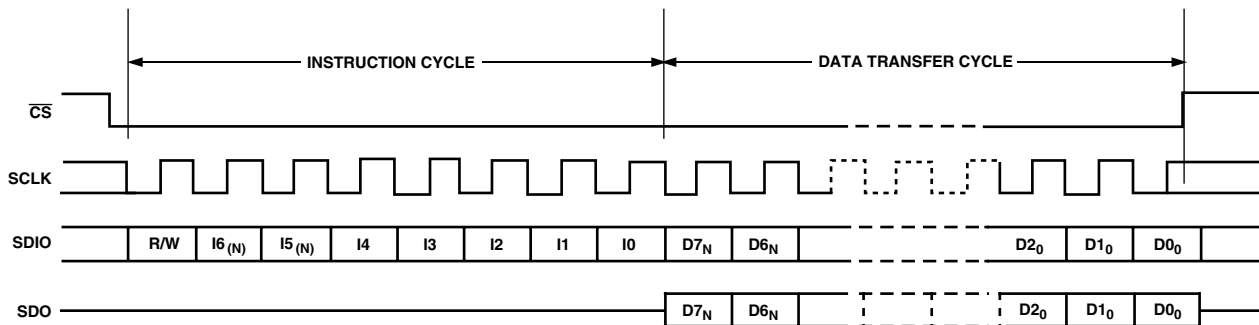 INSTRUCTION CYCLE DATA TRANSFER CYCLE
CS
SCLK
SDIO R/W I6(N) I5(N) I4 I3 I2 I1 I0 D7N D6N D20 D10 D00
SDO D7N D6N D20 D10 D00